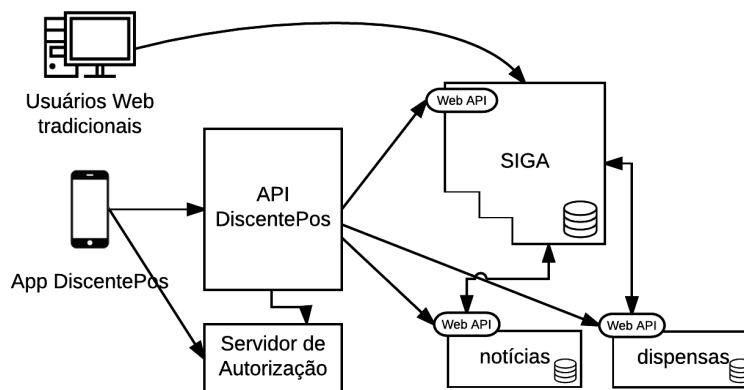 Usuários Web
tradicionais
Web API
SIGA
API
DiscentePos
App DiscentePos
Servidor de
Autorização
Web API
notícias
Web API
dispensas